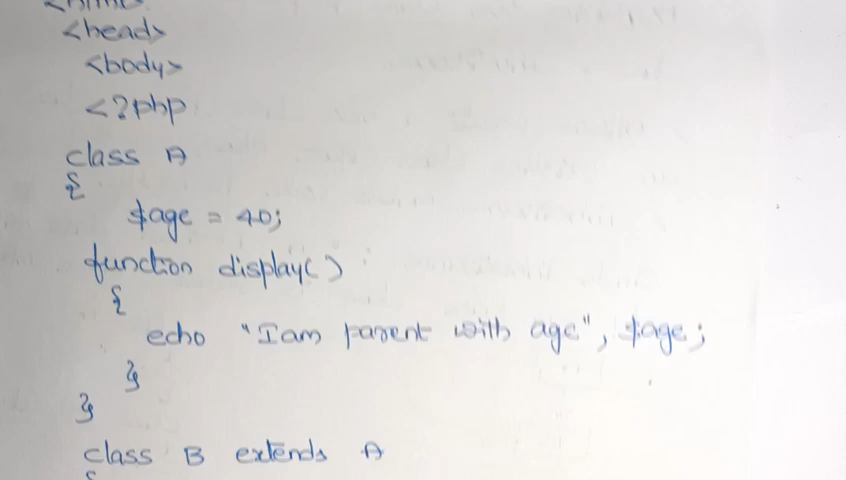 <head>
<body>
<?php
class A
{
$age = 40;
function display()
{
echo "I am parent with age", $age;
}
}
class B extends A
{